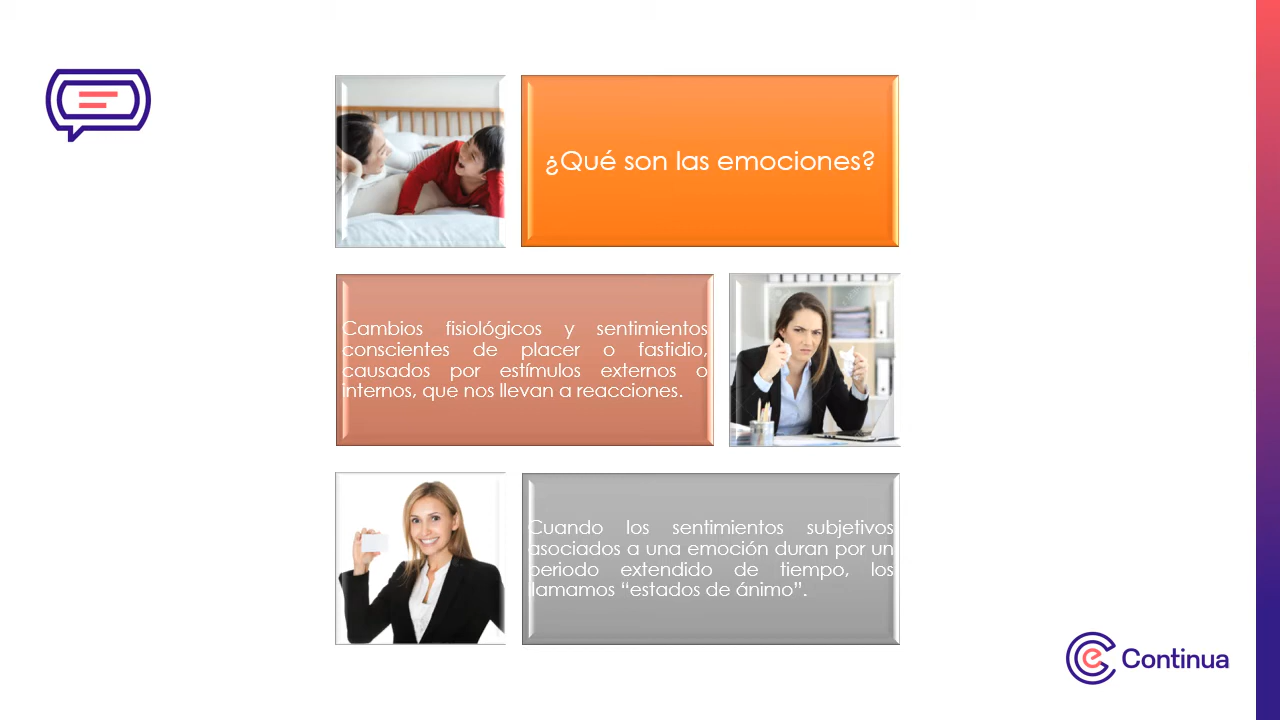 ¿Qué son las emociones?
Cambios fisiológicos y sentimientos
conscientes de placer o fastidio,
causados por estímulos externos o
internos, que nos llevan a reacciones.
Cuando los sentimientos subjetivos
asociados a una emoción duran por un
periodo extendido de tiempo, los
llamamos “estados de ánimo”.
Continua